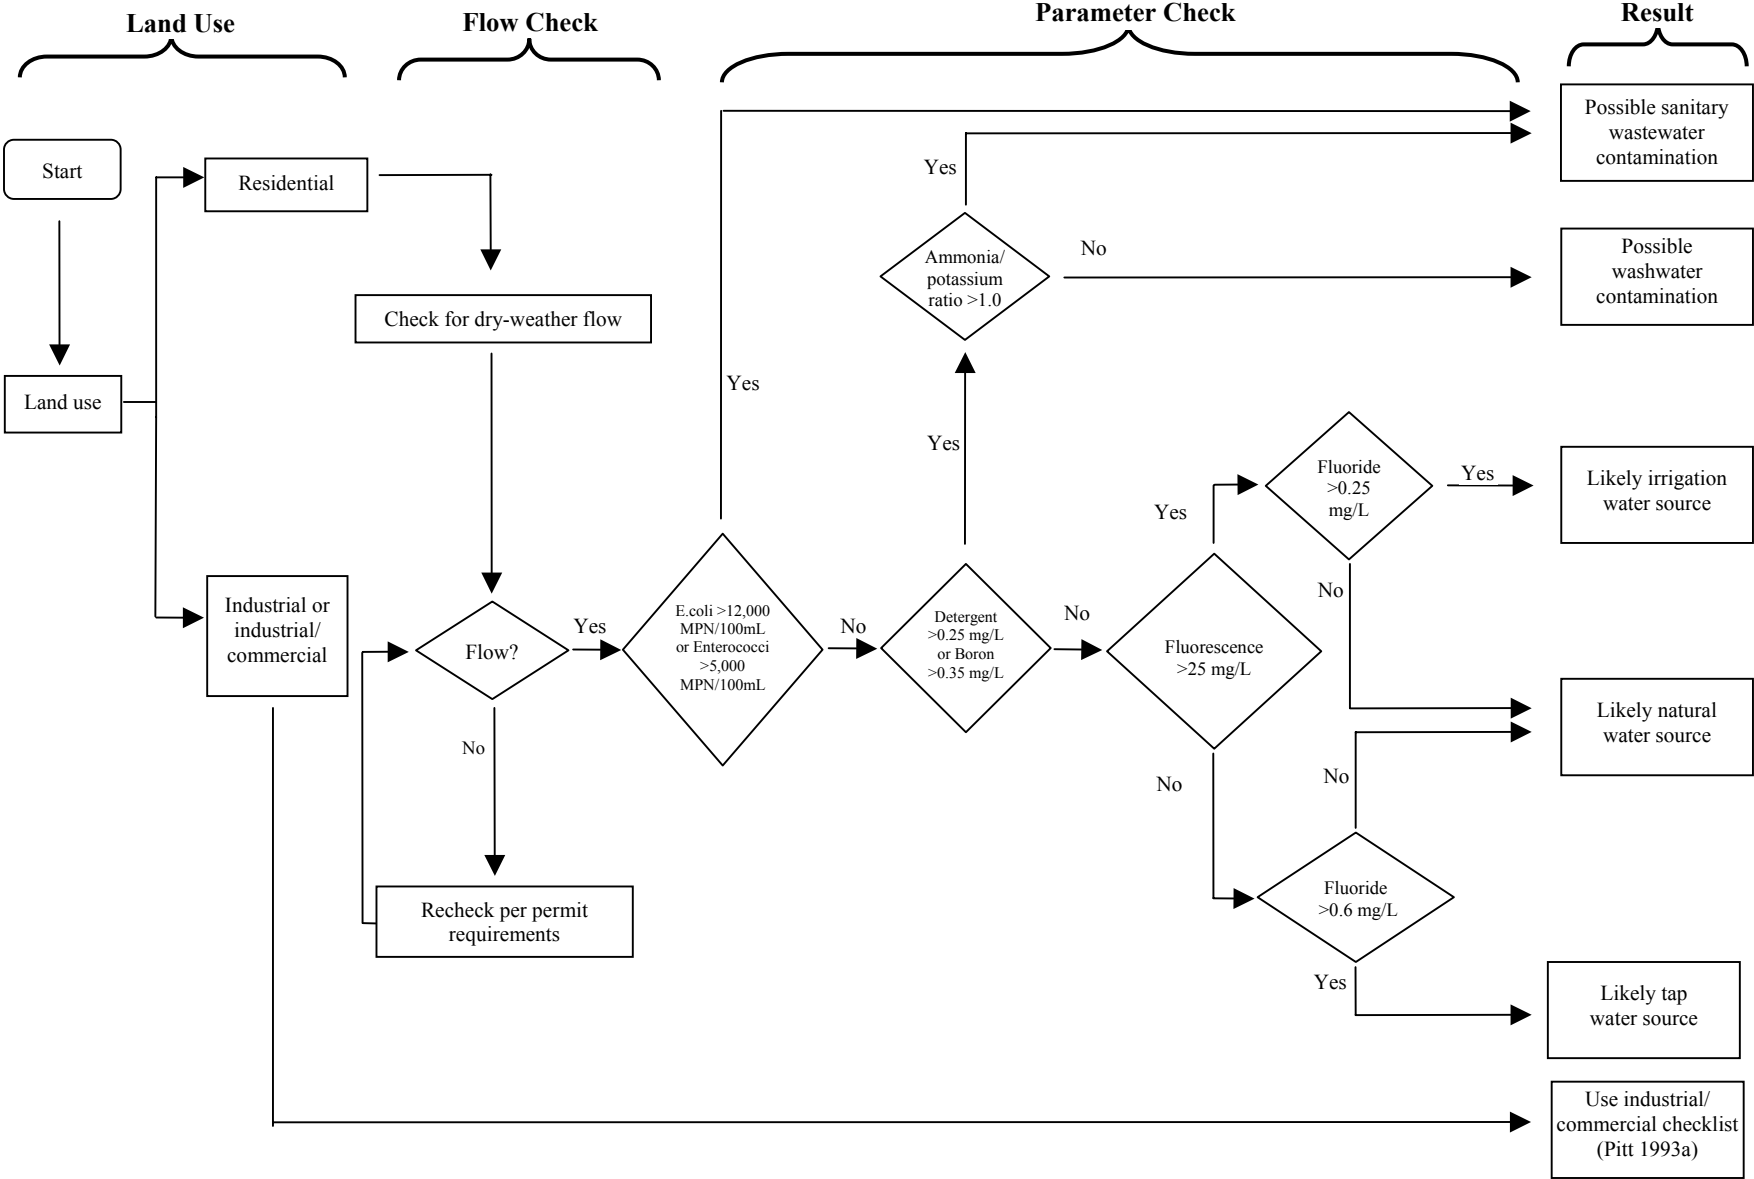 Land Use
Flow Check
Parameter Check
Result
Start
Land use
Residential
Industrial or
industrial/
commercial
Check for dry-weather flow
Flow?
Yes
No
Recheck per permit
requirements
E.coli >12,000
MPN/100mL
or Enterococci
>5,000
MPN/100mL
Yes
No
Detergent
>0.25 mg/L
or Boron
>0.35 mg/L
Yes
No
Ammonia/
potassium
ratio >1.0
Yes
No
Fluorescence
>25 mg/L
Yes
No
Fluoride
>0.25
mg/L
Yes
No
Fluoride
>0.6 mg/L
No
Yes
Possible sanitary
wastewater
contamination
Possible
washwater
contamination
Likely irrigation
water source
Likely natural
water source
Likely tap
water source
Use industrial/
commercial checklist
(Pitt 1993a)